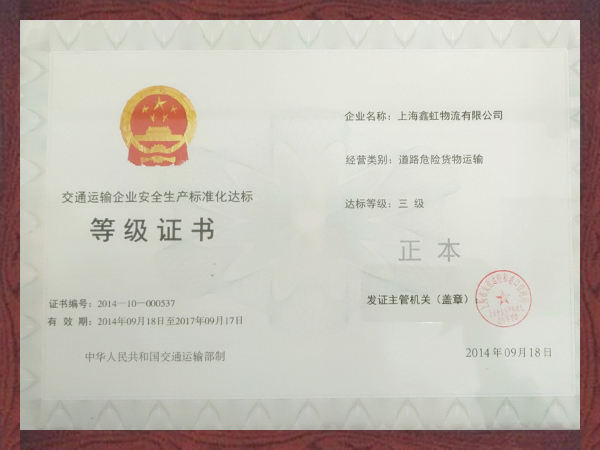 交通运输企业安全生产标准化达标
等级证书
证书编号：2014—10—000537
有 效 期：2014年09月18日至2017年09月17日
中华人民共和国交通运输部制
企业名称：上海鑫虹物流有限公司
经营类别：道路危险货物运输
达标等级：三 级
正本
发证主管机关（盖章）
2014年09月18日